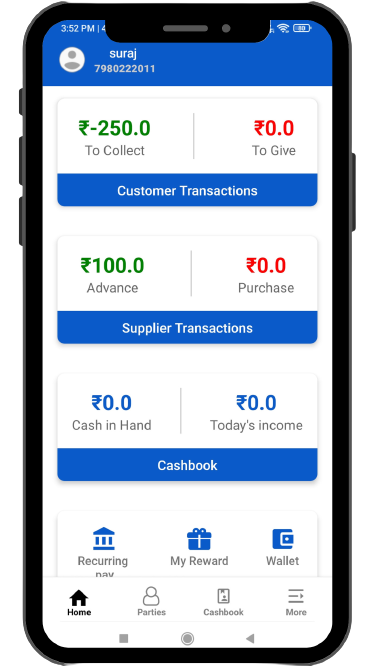 3:52 PM | 4
80
suraj
7980222011
₹-250.0 ₹0.0
To Collect To Give
Customer Transactions
₹100.0 ₹0.0
Advance Purchase
Supplier Transactions
₹0.0 ₹0.0
Cash in Hand Today's income
Cashbook
Recurring My Reward Wallet
pay
Home Parties Cashbook More